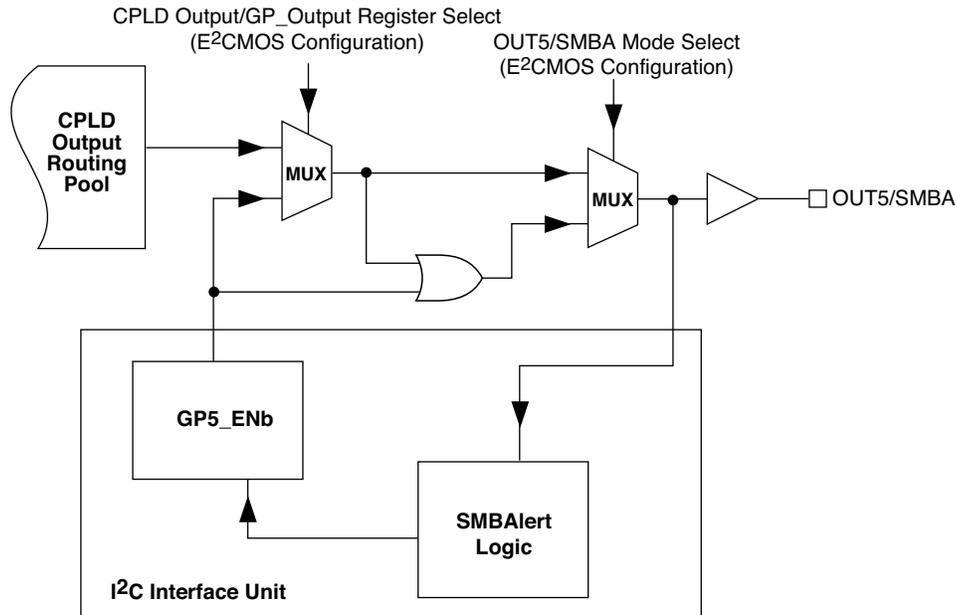 CPLD Output/GP_Output Register Select
(E2CMOS Configuration)
OUT5/SMBA Mode Select
(E2CMOS Configuration)
CPLD
Output
Routing
Pool
MUX
MUX
OUT5/SMBA
GP5_ENb
SMBAlert
Logic
I2C Interface Unit